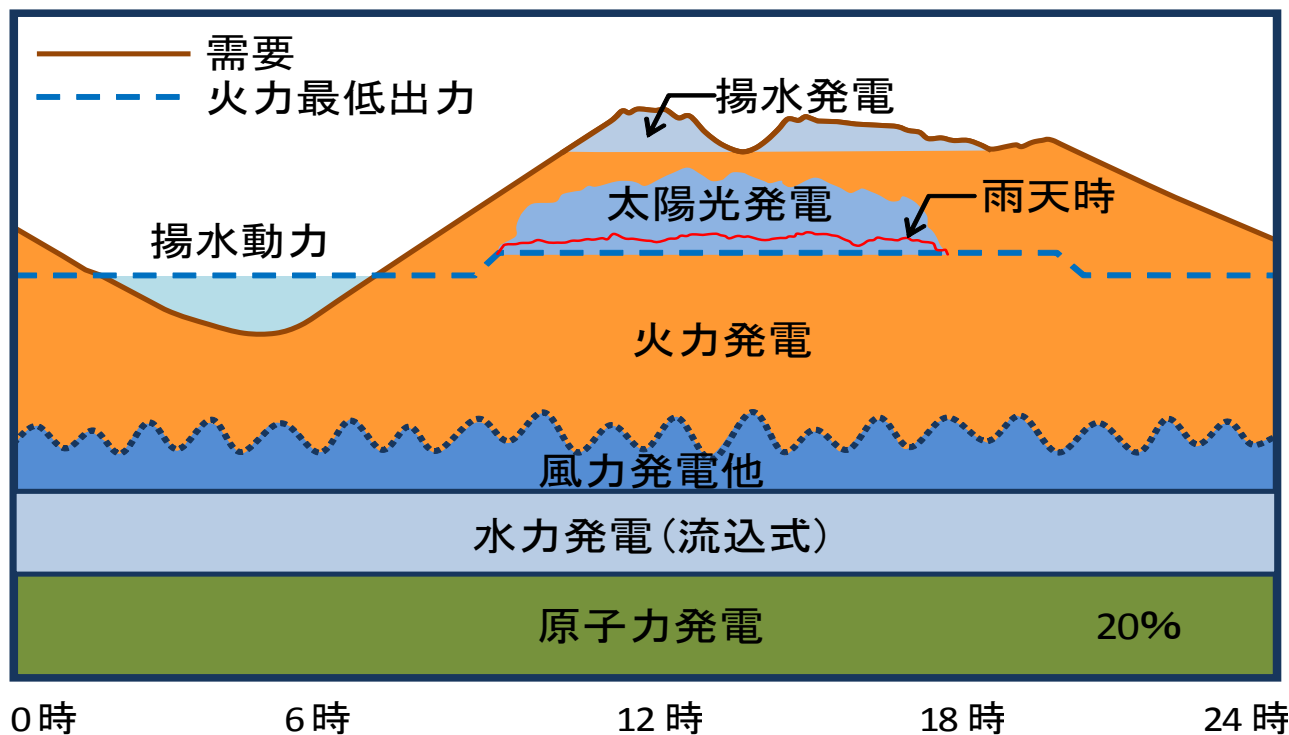 需要
火力最低出力
揚水発電
雨天時
太陽光発電
揚水動力
火力発電
風力発電他
水力発電(流込式)
原子力発電 20%
0時 6時 12時 18時 24時